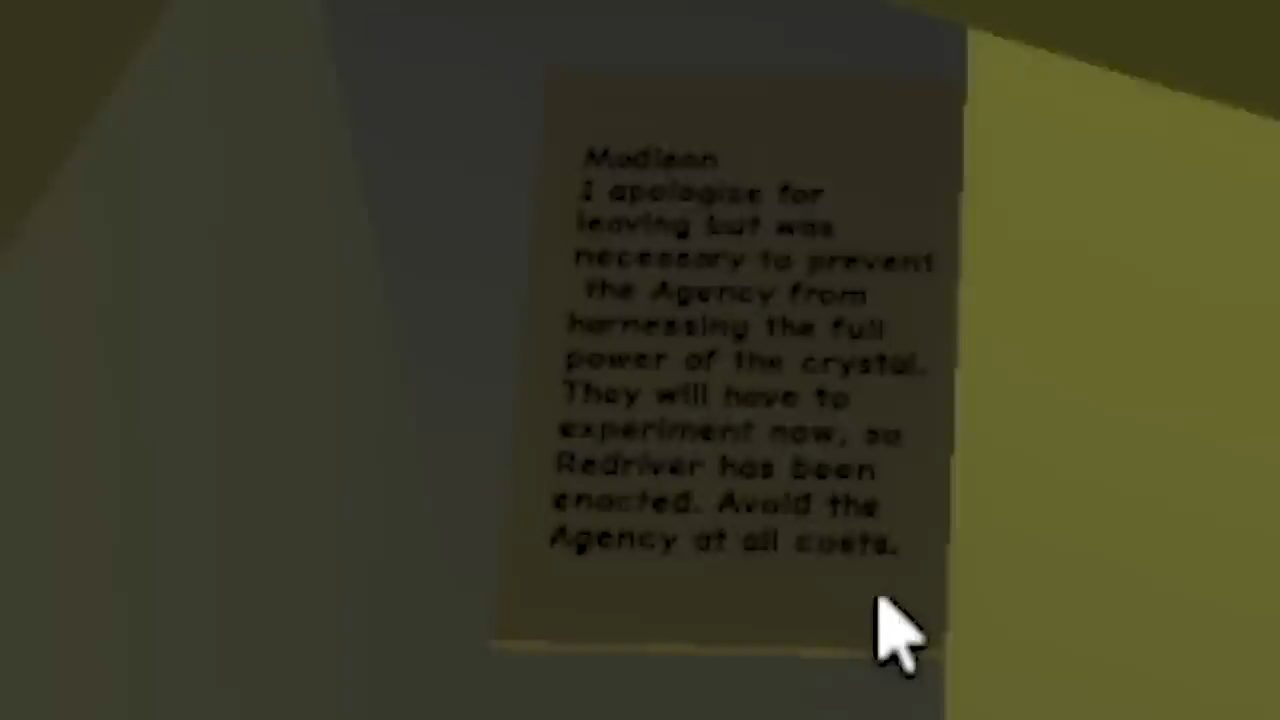 Madison
I apologise for
leaving but was
necessary to prevent
the Agency from
harnessing the full
power of the crystal.
They will have to
experiment now, so
Redriver has been
enacted. Avoid the
Agency at all costs.